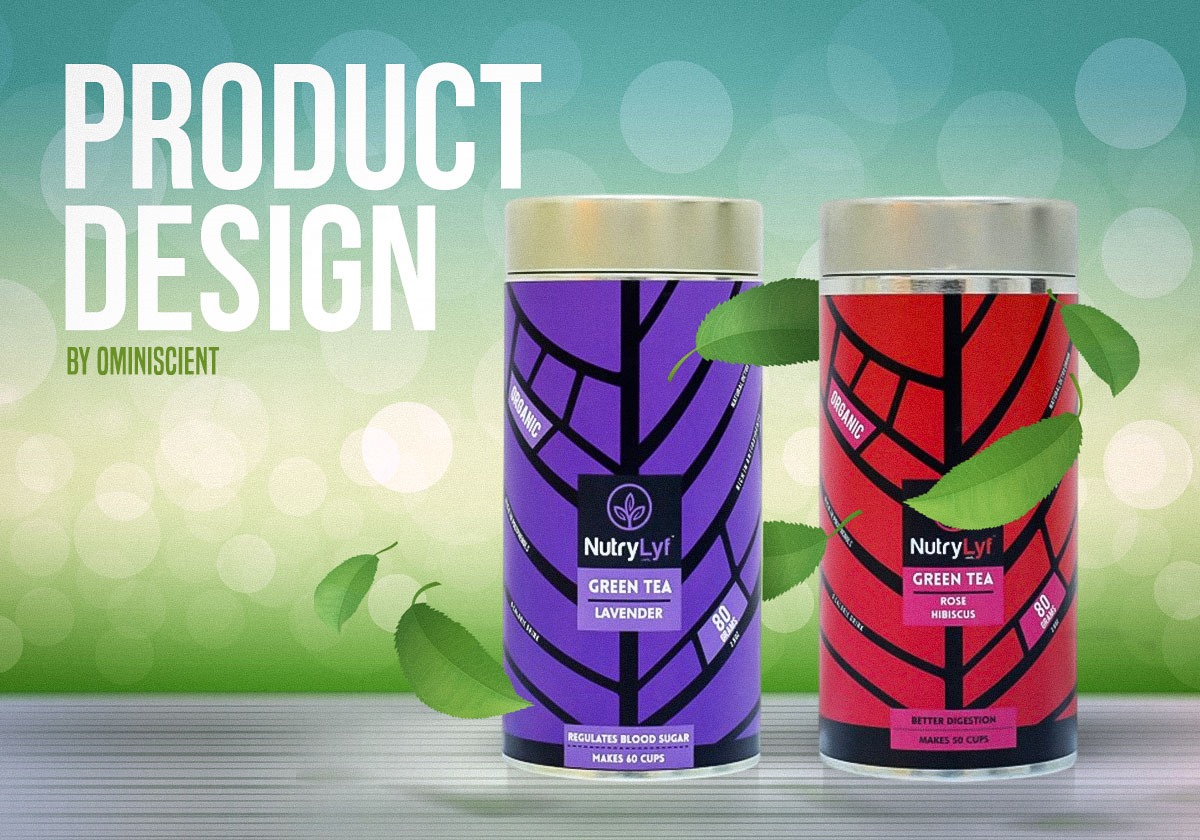 PRODUCT
DESIGN
BY OMINISCIENT
ORGANIC
NutryLyf
GREEN TEA
LAVENDER
80
GRAMS
REGULATES BLOOD SUGAR
MAKES 60 CUPS
ORGANIC
NutryLyf
GREEN TEA
ROSE
HIBISCUS
80
GRAMS
BETTER DIGESTION
MAKES 50 CUPS